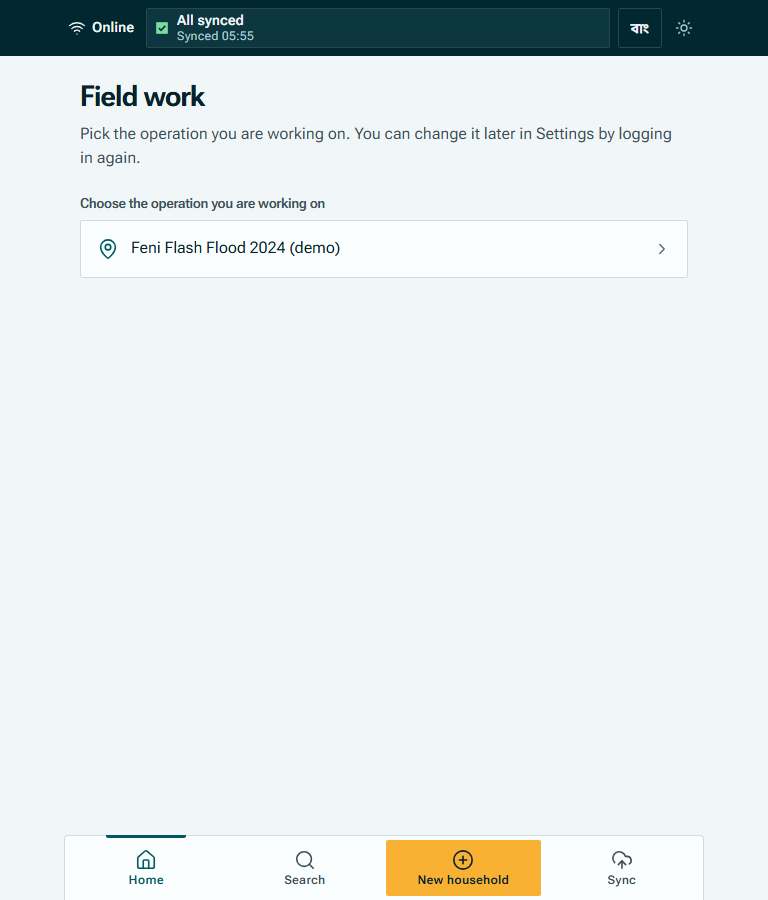 Online
All synced
Synced 05:55
বাং
Field work
Pick the operation you are working on. You can change it later in Settings by logging
in again.
Choose the operation you are working on
Feni Flash Flood 2024 (demo)
Home
Search
New household
Sync